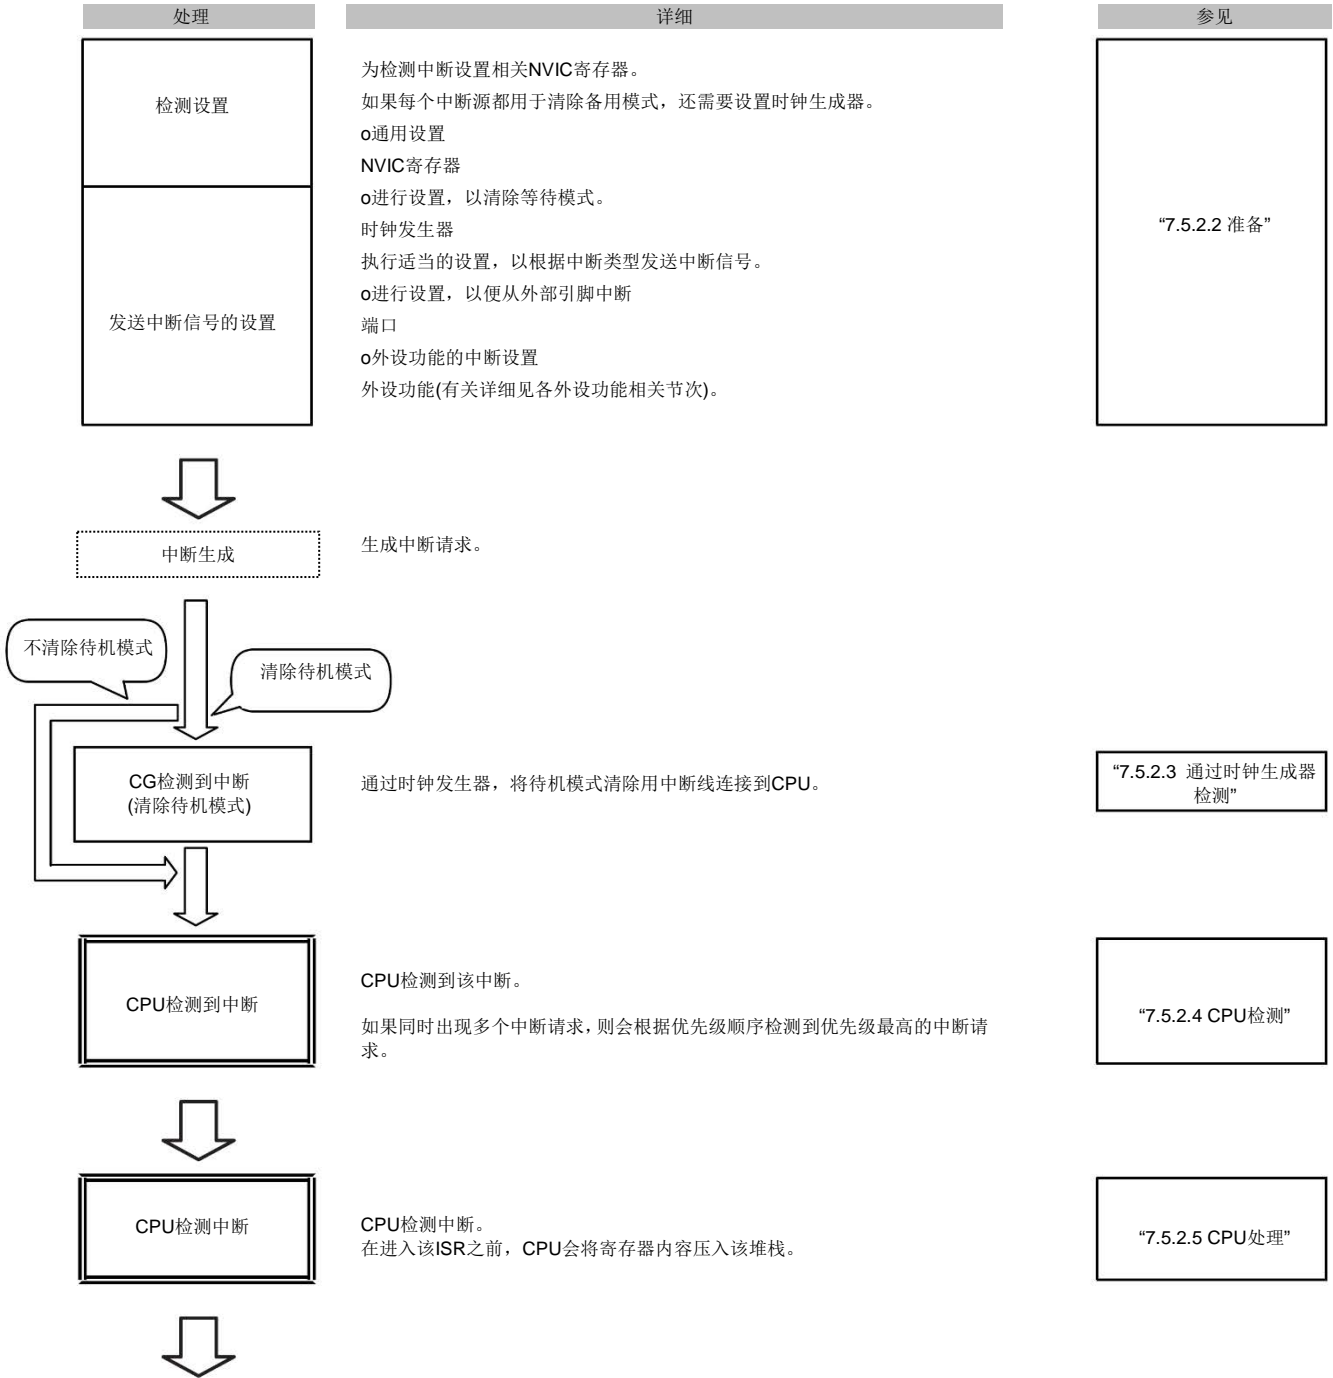 处理
详细
参见
检测设置
为检测中断设置相关NVIC寄存器。
如果每个中断源都用于清除备用模式，还需要设置时钟生成器。
o通用设置
NVIC寄存器
o进行设置，以清除等待模式。
时钟发生器
发送中断信号的设置
执行适当的设置，以根据中断类型发送中断信号。
o进行设置，以便从外部引脚中断
端口
o外设功能的中断设置
外设功能(有关详细见各外设功能相关节次)。
“7.5.2.2 准备”
中断生成
生成中断请求。
不清除待机模式
清除待机模式
CG检测到中断
(清除待机模式)
通过时钟发生器，将待机模式清除用中断线连接到CPU。
“7.5.2.3 通过时钟生成器
检测”
CPU检测到中断
CPU检测到该中断。
如果同时出现多个中断请求，则会根据优先级顺序检测到优先级最高的中断请
求。
“7.5.2.4 CPU检测”
CPU检测中断
CPU检测中断。
在进入该ISR之前，CPU会将寄存器内容压入该堆栈。
“7.5.2.5 CPU处理”